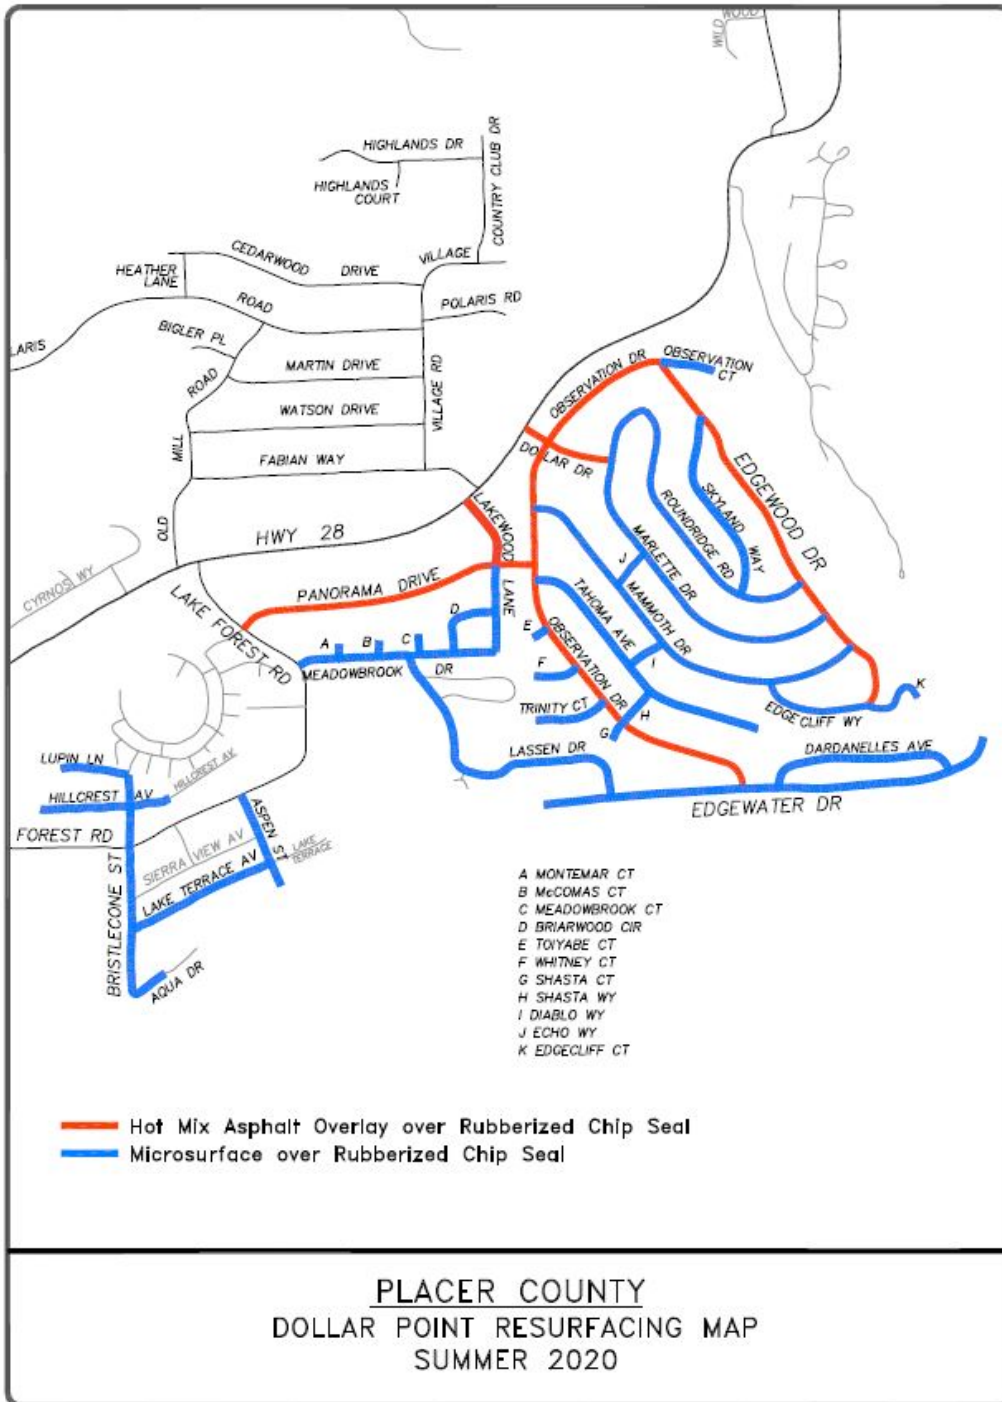 WILD WOOD
HIGHLANDS DR
COUNTRY CLUB DR
HIGHLANDS
COURT
CEDARWOOD DRIVE
VILLAGE
HEATHER
LANE
ROAD
POLARIS RD
LARIS
BIGLER PL
MARTIN DRIVE
ROAD
WATSON DRIVE
VILLAGE RD
MILL
FABIAN WAY
OLD
HWY 28
OBSERVATION DR
OBSERVATION
CT
DOLLAR DR
EDGEWOOD DR
SKYLAND WAY
ROUNDRIDGE RD
LAKEWOOD
LANE
MARLETTE DR
J
MAMMOTH DR
TAHOMA AVE
CYRNOS WY
PANORAMA DRIVE
LAKE FOREST RD
D
A B C
MEADOWBROOK DR
E
F
OBSERVATION DR
I
TRINITY CT
H
G
EDGECLIFF WY
K
LASSEN DR
DARDANELLES AVE
EDGEWATER DR
LUPIN LN
HILLCREST AV
HILLCREST AV
FOREST RD
ASPEN ST
SIERRA VIEW AV
LAKE
TERRACE
LAKE TERRACE AV
BRISTLECONE ST
AQUA DR
A MONTEMAR CT
B McCOMAS CT
C MEADOWBROOK CT
D BRIARWOOD CIR
E TOIYABE CT
F WHITNEY CT
G SHASTA CT
H SHASTA WY
I DIABLO WY
J ECHO WY
K EDGECLIFF CT
Hot Mix Asphalt Overlay over Rubberized Chip Seal
Microsurface over Rubberized Chip Seal
PLACER COUNTY
DOLLAR POINT RESURFACING MAP
SUMMER 2020